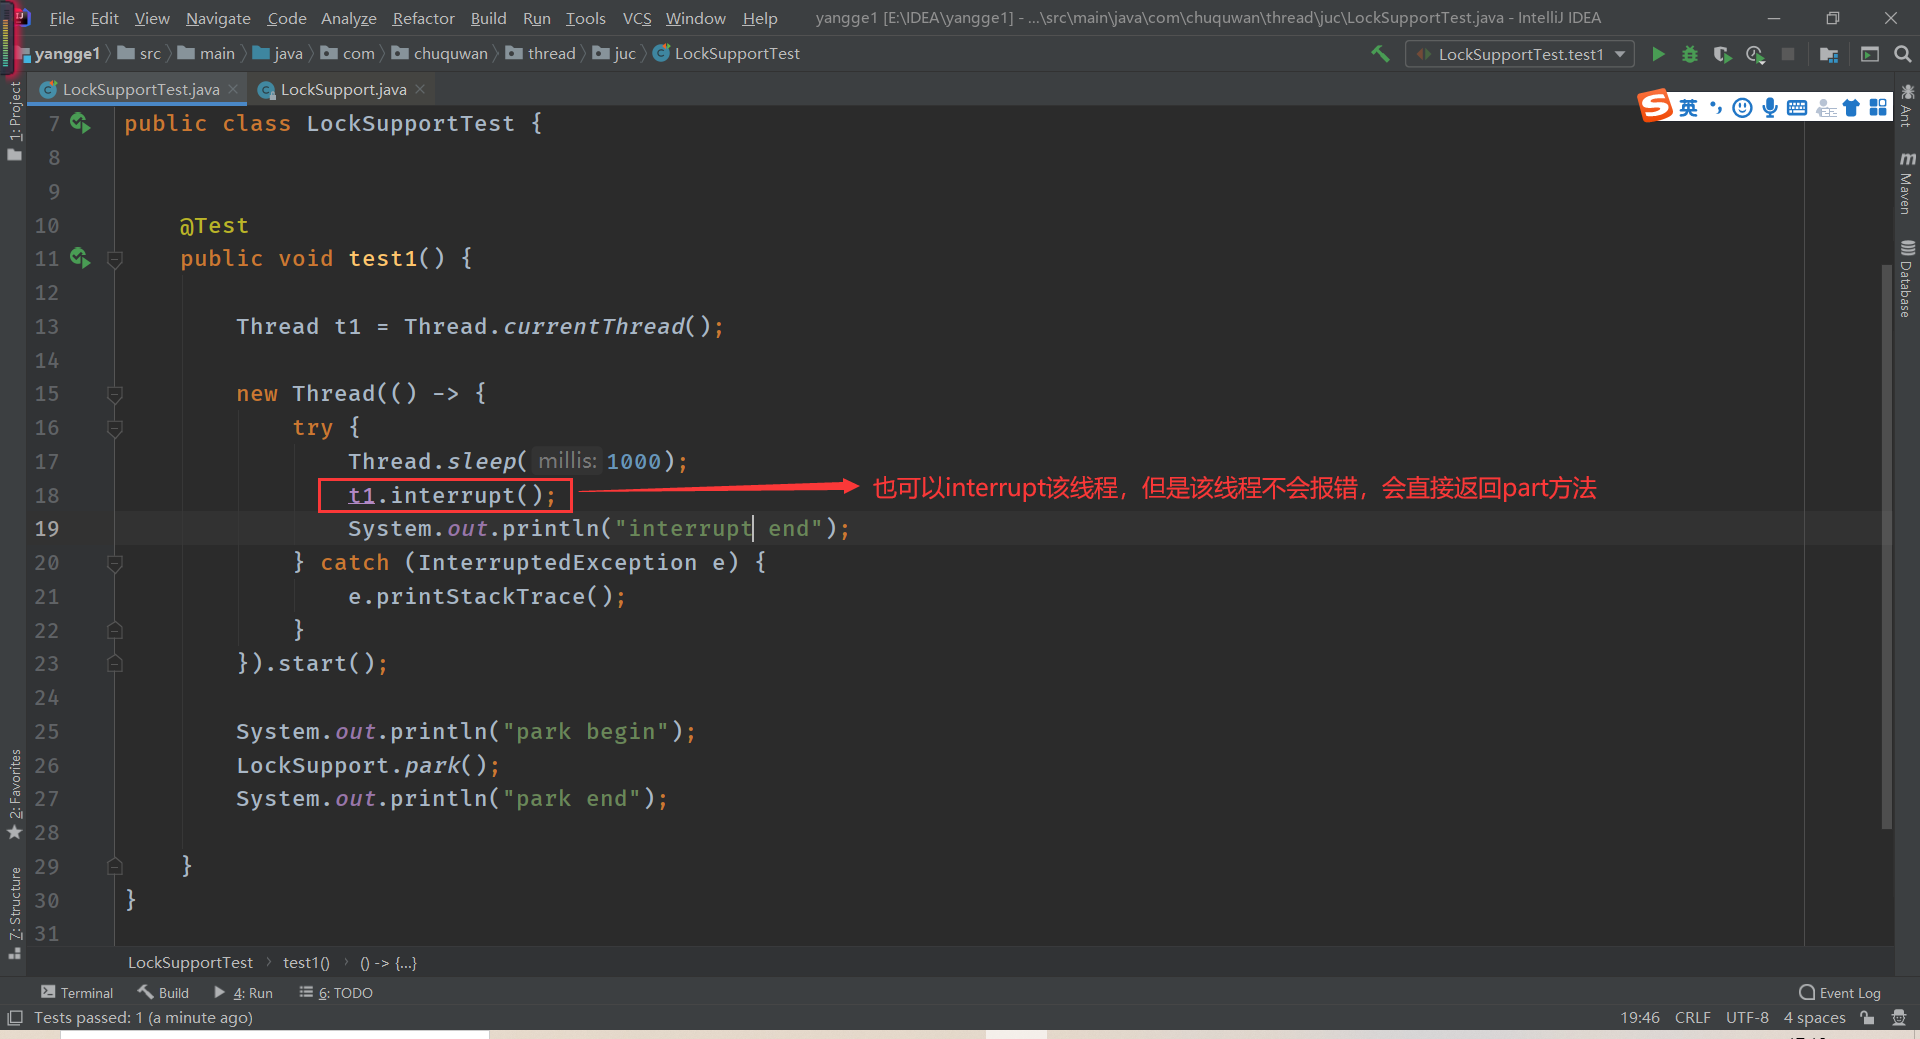 File Edit View Navigate Code Analyze Refactor Build Run Tools VCS Window Help yangge1 [E:\IDEA\yangge1] - ...\src\main\java\com\chuquwan\thread\juc\LockSupportTest.java - IntelliJ IDEA
yangge1 src main java com chuquwan thread juc LockSupportTest LockSupportTest.test1
LockSupportTest.java LockSupport.java
英
1: Project
Ant
Maven
Database
7 public class LockSupportTest {
8
9
10 @Test
11 public void test1() {
12
13 Thread t1 = Thread.currentThread();
14
15 new Thread(() -> {
16 try {
17 Thread.sleep( millis: 1000);
18 t1.interrupt(); 也可以interrupt该线程，但是该线程不会报错，会直接返回part方法
19 System.out.println("interrupt end");
20 } catch (InterruptedException e) {
21 e.printStackTrace();
22 }
23 }).start();
24
25 System.out.println("park begin");
26 LockSupport.park();
27 System.out.println("park end");
28
29 }
30 }
31
2: Favorites
7: Structure
LockSupportTest test1() () -> {...}
Terminal Build 4: Run 6: TODO Event Log
Tests passed: 1 (a minute ago) 19:46 CRLF UTF-8 4 spaces